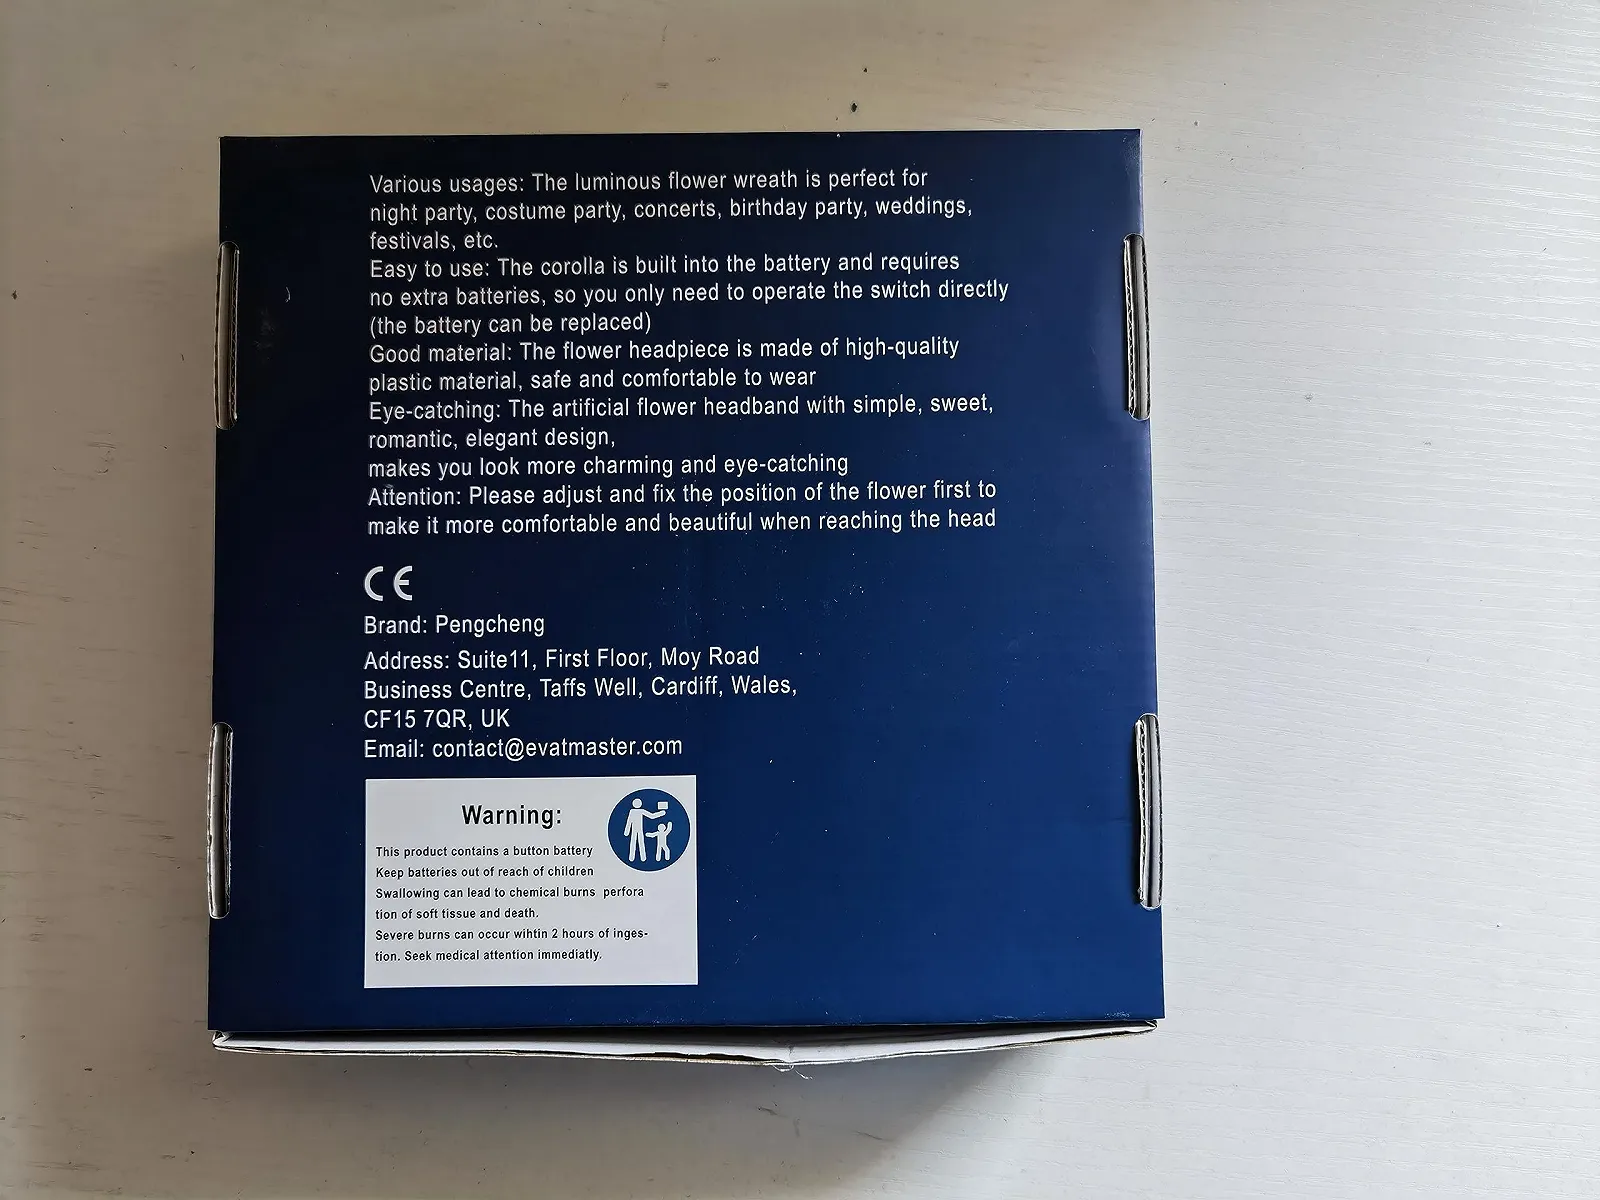 Various usages: The luminous flower wreath is perfect for
night party, costume party, concerts, birthday party, weddings,
festivals, etc.
Easy to use: The corolla is built into the battery and requires
no extra batteries, so you only need to operate the switch directly
(the battery can be replaced)
Good material: The flower headpiece is made of high-quality
plastic material, safe and comfortable to wear
Eye-catching: The artificial flower headband with simple, sweet,
romantic, elegant design,
makes you look more charming and eye-catching
Attention: Please adjust and fix the position of the flower first to
make it more comfortable and beautiful when reaching the head
CE
Brand: Pengcheng
Address: Suite11, First Floor, Moy Road
Business Centre, Taffs Well, Cardiff, Wales,
CF15 7QR, UK
Email: contact@evatmaster.com
Warning:
This product contains a button battery
Keep batteries out of reach of children
Swallowing can lead to chemical burns perfora
tion of soft tissue and death.
Severe burns can occur wihtin 2 hours of inges-
tion. Seek medical attention immediatly.